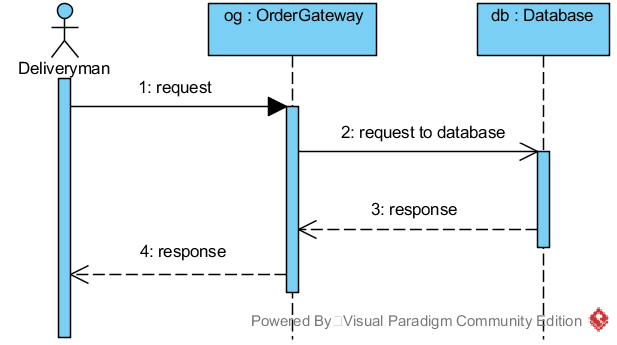 og : OrderGateway
db : Database
Deliveryman
1: request
2: request to database
3: response
4: response
Powered By Visual Paradigm Community Edition